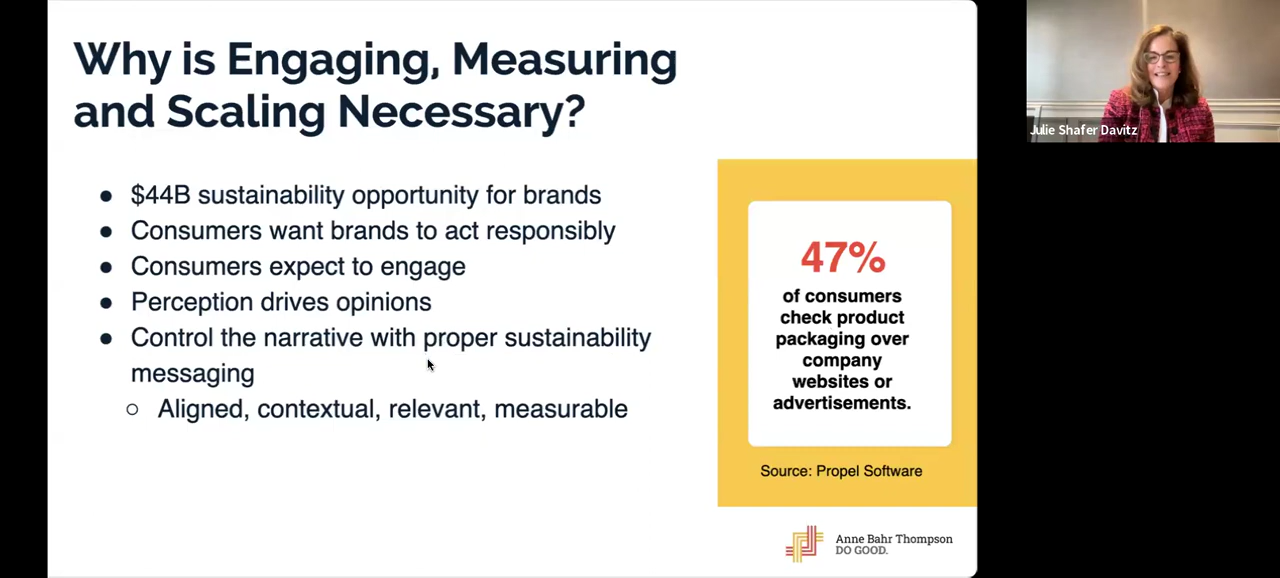 Why is Engaging, Measuring
and Scaling Necessary?
● $44B sustainability opportunity for brands
● Consumers want brands to act responsibly
● Consumers expect to engage
● Perception drives opinions
● Control the narrative with proper sustainability
messaging
○ Aligned, contextual, relevant, measurable
47%
of consumers
check product
packaging over
company
websites or
advertisements.
Source: Propel Software
Anne Bahr Thompson
DO GOOD.
Julie Shafer Davitz